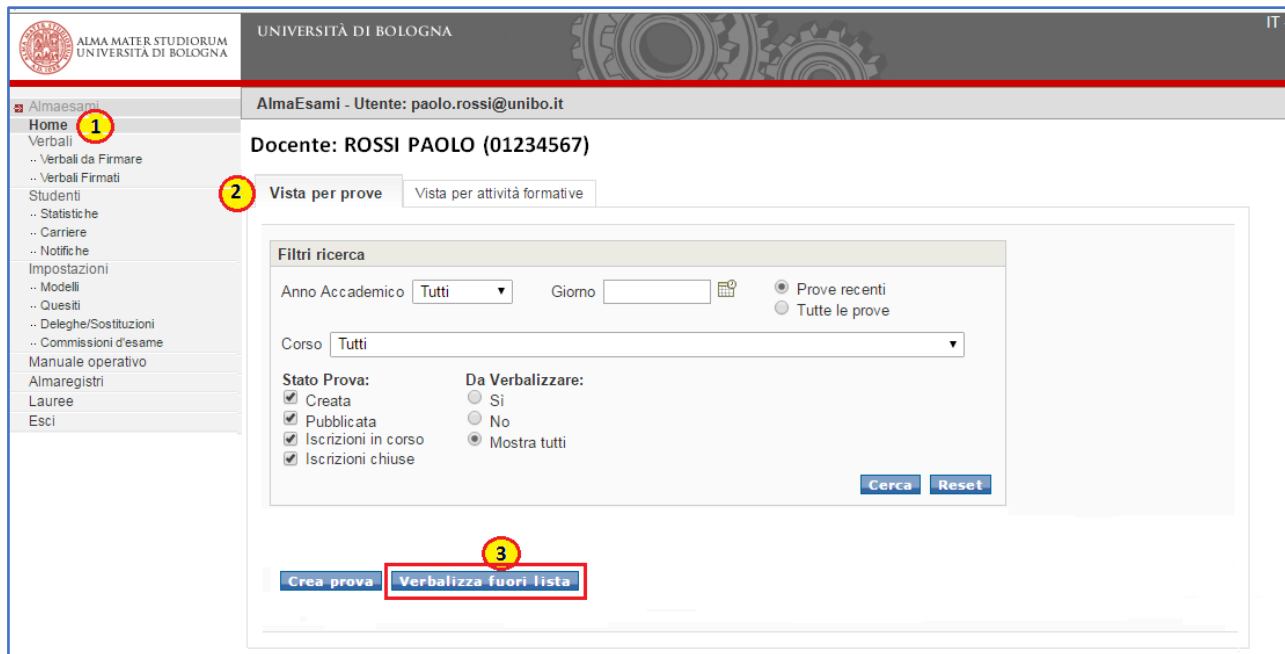 IT
ALMA MATER STUDIORUM
UNIVERSITÀ DI BOLOGNA
UNIVERSITÀ DI BOLOGNA
Almaesami
Home
1
Verbali
Verbali da Firmare
Verbali Firmati
Studenti
Statistiche
Carriere
Notifiche
Impostazioni
Modelli
Quesiti
Deleghe/Sostituzioni
Commissioni d'esame
Manuale operativo
Almaregistri
Lauree
Esci
AlmaEsami - Utente: paolo.rossi@unibo.it
Docente: ROSSI PAOLO (01234567)
2
Vista per prove Vista per attività formative
Filtri ricerca
Anno Accademico Tutti Giorno Prove recenti
Tutte le prove
Corso Tutti
Stato Prova: Da Verbalizzare:
Creata Si
Pubblicata No
Iscrizioni in corso Mostra tutti
Iscrizioni chiuse
Cerca Reset
3
Crea prova Verbalizza fuori lista